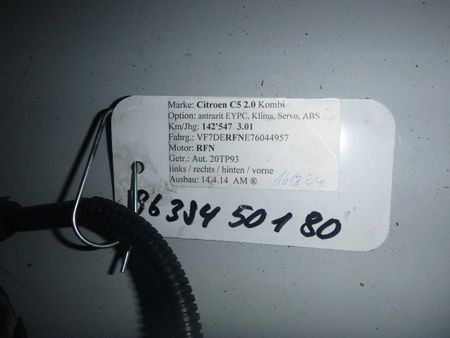 Marke: Citroen C5 2.0 Kombi
Option: antrazit EYPC, Klima, Servo, ABS
Km/Jhg: 142'547 3.01
Fahrg.: VF7DERFNE76044957
Motor: RFN
Getr.: Aut. 20TP93
links / rechts / hinten / vorne
Ausbau: 14.4.14 AM ®
9638450180